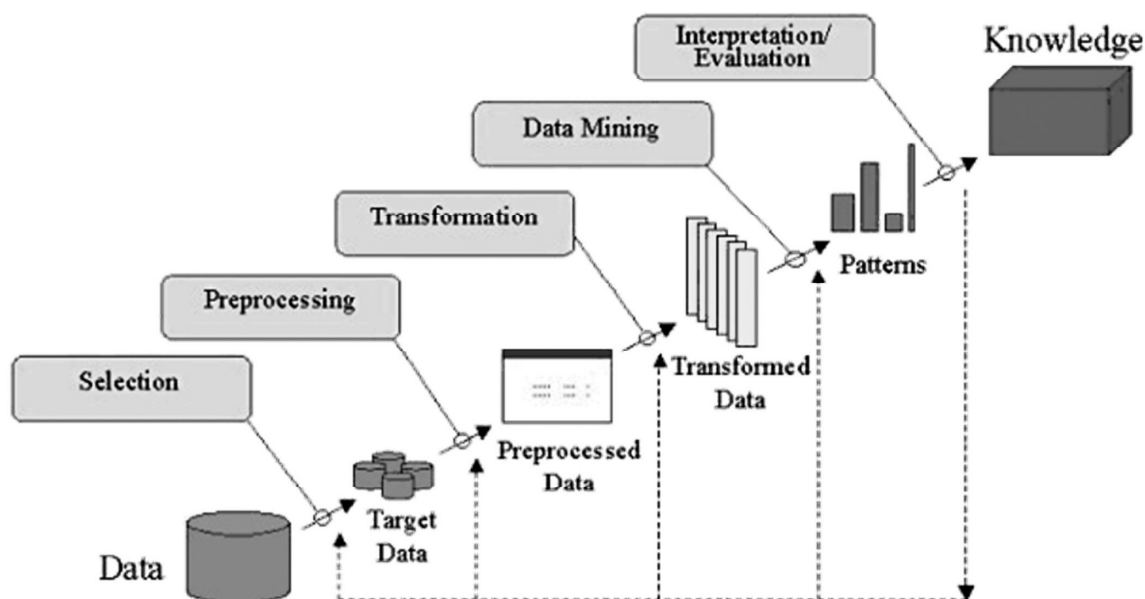 Interpretation/
Evaluation
Knowledge
Data Mining
Transformation
Patterns
Preprocessing
Transformed
Data
Selection
Preprocessed
Data
Target
Data
Data